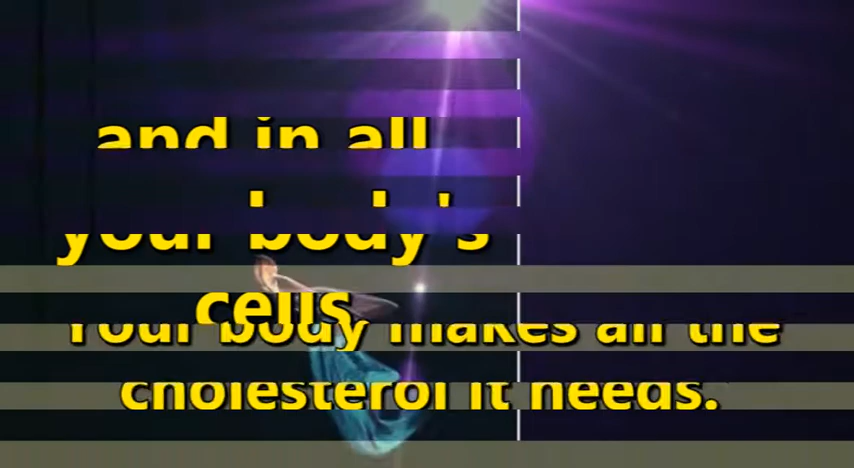 and in all
your body's
cells
Your body makes all the
cholesterol it needs.